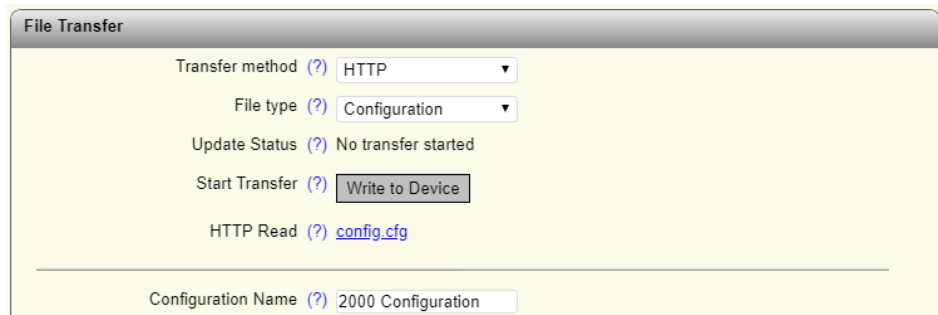 File Transfer
Transfer method (?) HTTP
File type (?) Configuration
Update Status (?) No transfer started
Start Transfer (?) Write to Device
HTTP Read (?) config.cfg
Configuration Name (?) 2000 Configuration